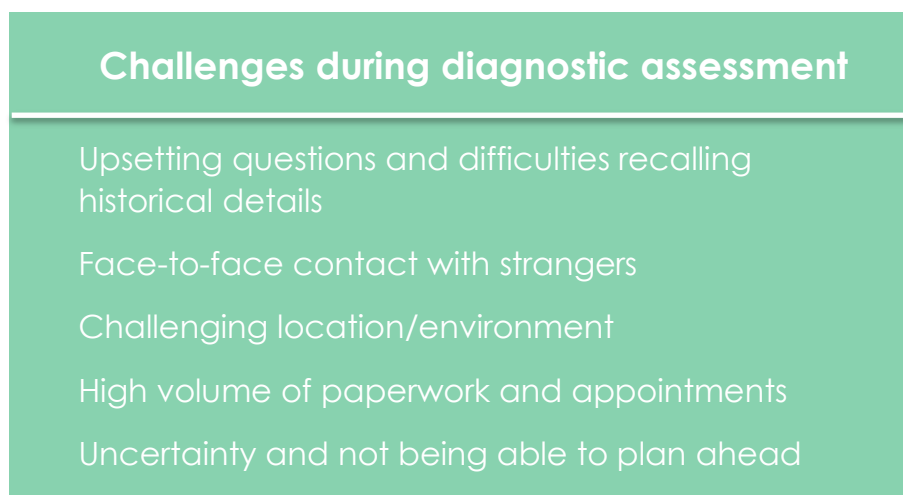 Challenges during diagnostic assessment
Upsetting questions and difficulties recalling
historical details
Face-to-face contact with strangers
Challenging location/environment
High volume of paperwork and appointments
Uncertainty and not being able to plan ahead